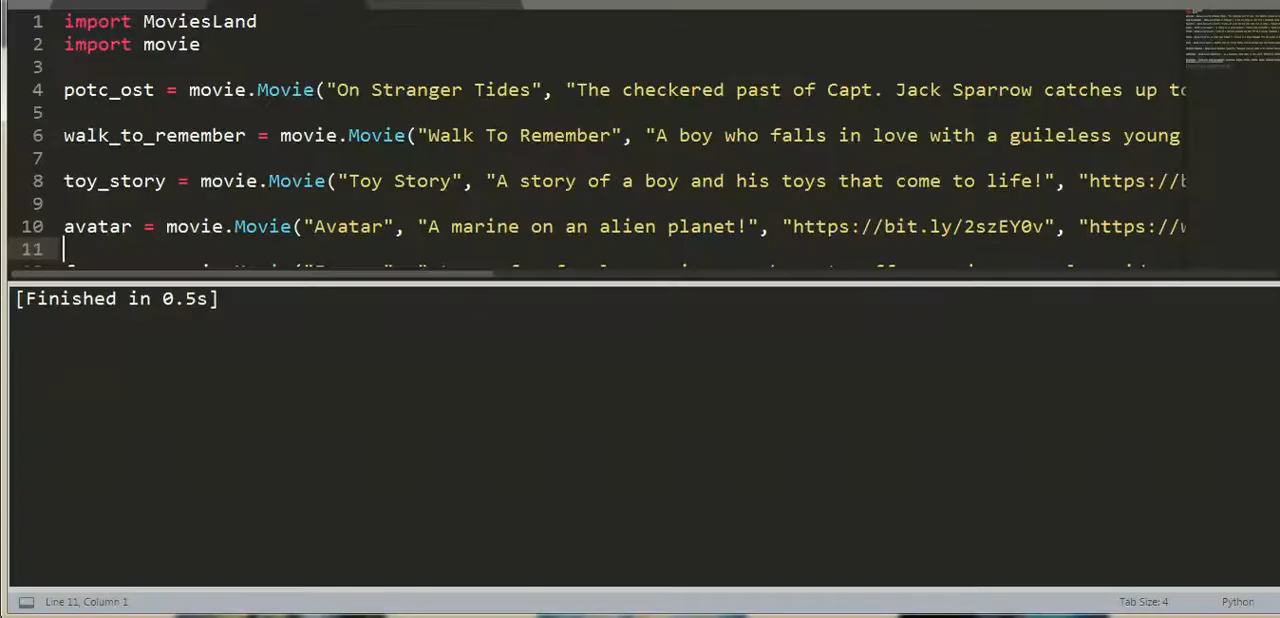 1 import MoviesLand
2 import movie
3
4 potc_ost = movie.Movie("On Stranger Tides", "The checkered past of Capt. Jack Sparrow catches up to
5
6 walk_to_remember = movie.Movie("Walk To Remember", "A boy who falls in love with a guileless young
7
8 toy_story = movie.Movie("Toy Story", "A story of a boy and his toys that come to life!", "https://b
9
10 avatar = movie.Movie("Avatar", "A marine on an alien planet!", "https://bit.ly/2szEY0v", "https://w
11
[Finished in 0.5s]
Line 11, Column 1
Tab Size: 4
Python